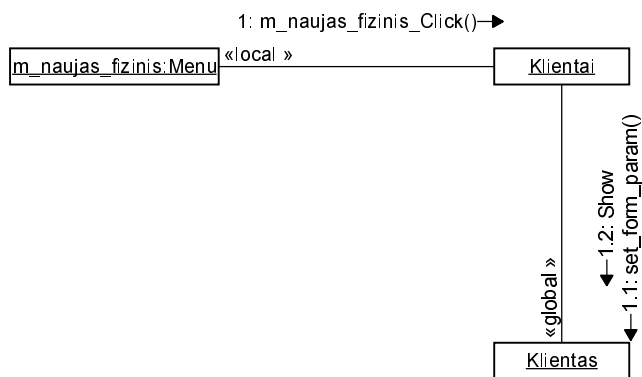 1: m_naujas_fizinis_Click()
m_naujas_fizinis:Menu
«local »
Klientai
1.2: Show
1.1: set_form_param()
«global »
Klientas